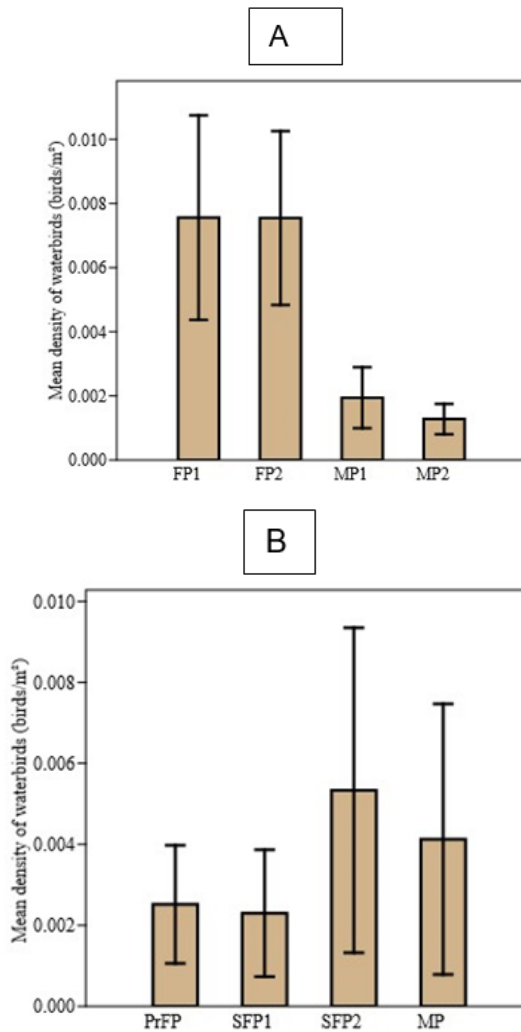 A
Mean density of waterbirds (birds/m²)
0.010
0.008
0.006
0.004
0.002
0.000
FP1 FP2 MP1 MP2
B
Mean density of waterbirds (birds/m²)
0.010
0.008
0.006
0.004
0.002
0.000
PrFP SFP1 SFP2 MP